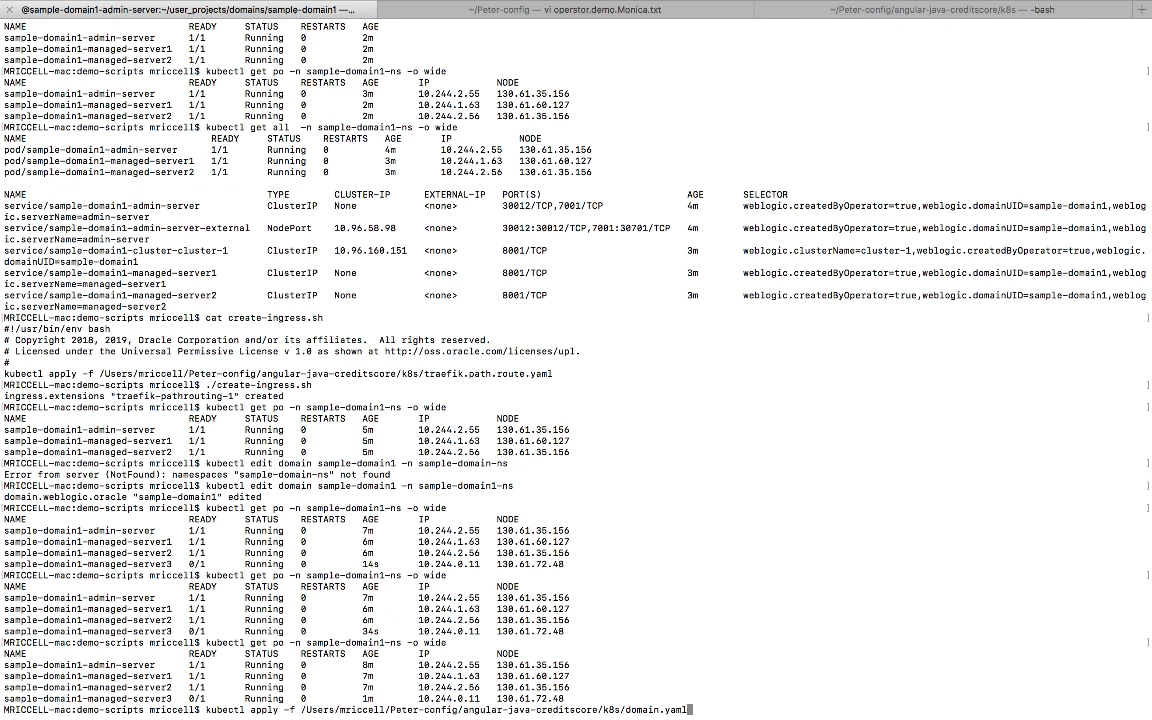 @sample-domain1-admin-server:~/user_projects/domains/sample-domain1 —... ~/Peter-config — vi operstor.demo.Monica.txt ~/Peter-config/angular-java-creditscore/k8s — -bash
NAME READY STATUS RESTARTS AGE
sample-domain1-admin-server 1/1 Running 0 2m
sample-domain1-managed-server1 1/1 Running 0 2m
sample-domain1-managed-server2 1/1 Running 0 2m
[MRICCELL-mac:demo-scripts mriccell$ kubectl get po -n sample-domain1-ns -o wide ]
NAME READY STATUS RESTARTS AGE IP NODE
sample-domain1-admin-server 1/1 Running 0 3m 10.244.2.55 130.61.35.156
sample-domain1-managed-server1 1/1 Running 0 2m 10.244.1.63 130.61.60.127
sample-domain1-managed-server2 1/1 Running 0 2m 10.244.2.56 130.61.35.156
[MRICCELL-mac:demo-scripts mriccell$ kubectl get all  -n sample-domain1-ns -o wide ]
NAME READY STATUS RESTARTS AGE IP NODE
pod/sample-domain1-admin-server 1/1 Running 0 4m 10.244.2.55 130.61.35.156
pod/sample-domain1-managed-server1 1/1 Running 0 3m 10.244.1.63 130.61.60.127
pod/sample-domain1-managed-server2 1/1 Running 0 3m 10.244.2.56 130.61.35.156
NAME TYPE CLUSTER-IP EXTERNAL-IP PORT(S) AGE SELECTOR
service/sample-domain1-admin-server ClusterIP None <none> 30012/TCP,7001/TCP 4m weblogic.createdByOperator=true,weblogic.domainUID=sample-domain1,weblog
ic.serverName=admin-server
service/sample-domain1-admin-server-external NodePort 10.96.58.98 <none> 30012:30012/TCP,7001:30701/TCP 4m weblogic.createdByOperator=true,weblogic.domainUID=sample-domain1,weblog
ic.serverName=admin-server
service/sample-domain1-cluster-cluster-1 ClusterIP 10.96.160.151 <none> 8001/TCP 3m weblogic.clusterName=cluster-1,weblogic.createdByOperator=true,weblogic.
domainUID=sample-domain1
service/sample-domain1-managed-server1 ClusterIP None <none> 8001/TCP 3m weblogic.createdByOperator=true,weblogic.domainUID=sample-domain1,weblog
ic.serverName=managed-server1
service/sample-domain1-managed-server2 ClusterIP None <none> 8001/TCP 3m weblogic.createdByOperator=true,weblogic.domainUID=sample-domain1,weblog
ic.serverName=managed-server2
[MRICCELL-mac:demo-scripts mriccell$ cat create-ingress.sh ]
#!/usr/bin/env bash
# Copyright 2018, 2019, Oracle Corporation and/or its affiliates.  All rights reserved.
# Licensed under the Universal Permissive License v 1.0 as shown at http://oss.oracle.com/licenses/upl.
#
kubectl apply -f /Users/mriccell/Peter-config/angular-java-creditscore/k8s/traefik.path.route.yaml
[MRICCELL-mac:demo-scripts mriccell$ ./create-ingress.sh ]
ingress.extensions "traefik-pathrouting-1" created
[MRICCELL-mac:demo-scripts mriccell$ kubectl get po -n sample-domain1-ns -o wide ]
NAME READY STATUS RESTARTS AGE IP NODE
sample-domain1-admin-server 1/1 Running 0 5m 10.244.2.55 130.61.35.156
sample-domain1-managed-server1 1/1 Running 0 5m 10.244.1.63 130.61.60.127
sample-domain1-managed-server2 1/1 Running 0 5m 10.244.2.56 130.61.35.156
[MRICCELL-mac:demo-scripts mriccell$ kubectl edit domain sample-domain1 -n sample-domain-ns ]
Error from server (NotFound): namespaces "sample-domain-ns" not found
[MRICCELL-mac:demo-scripts mriccell$ kubectl edit domain sample-domain1 -n sample-domain1-ns ]
domain.weblogic.oracle "sample-domain1" edited
[MRICCELL-mac:demo-scripts mriccell$ kubectl get po -n sample-domain1-ns -o wide ]
NAME READY STATUS RESTARTS AGE IP NODE
sample-domain1-admin-server 1/1 Running 0 7m 10.244.2.55 130.61.35.156
sample-domain1-managed-server1 1/1 Running 0 6m 10.244.1.63 130.61.60.127
sample-domain1-managed-server2 1/1 Running 0 6m 10.244.2.56 130.61.35.156
sample-domain1-managed-server3 0/1 Running 0 14s 10.244.0.11 130.61.72.48
[MRICCELL-mac:demo-scripts mriccell$ kubectl get po -n sample-domain1-ns -o wide ]
NAME READY STATUS RESTARTS AGE IP NODE
sample-domain1-admin-server 1/1 Running 0 7m 10.244.2.55 130.61.35.156
sample-domain1-managed-server1 1/1 Running 0 6m 10.244.1.63 130.61.60.127
sample-domain1-managed-server2 1/1 Running 0 6m 10.244.2.56 130.61.35.156
sample-domain1-managed-server3 0/1 Running 0 34s 10.244.0.11 130.61.72.48
[MRICCELL-mac:demo-scripts mriccell$ kubectl get po -n sample-domain1-ns -o wide ]
NAME READY STATUS RESTARTS AGE IP NODE
sample-domain1-admin-server 1/1 Running 0 8m 10.244.2.55 130.61.35.156
sample-domain1-managed-server1 1/1 Running 0 7m 10.244.1.63 130.61.60.127
sample-domain1-managed-server2 1/1 Running 0 7m 10.244.2.56 130.61.35.156
sample-domain1-managed-server3 0/1 Running 0 1m 10.244.0.11 130.61.72.48
MRICCELL-mac:demo-scripts mriccell$ kubectl apply -f /Users/mriccell/Peter-config/angular-java-creditscore/k8s/domain.yaml